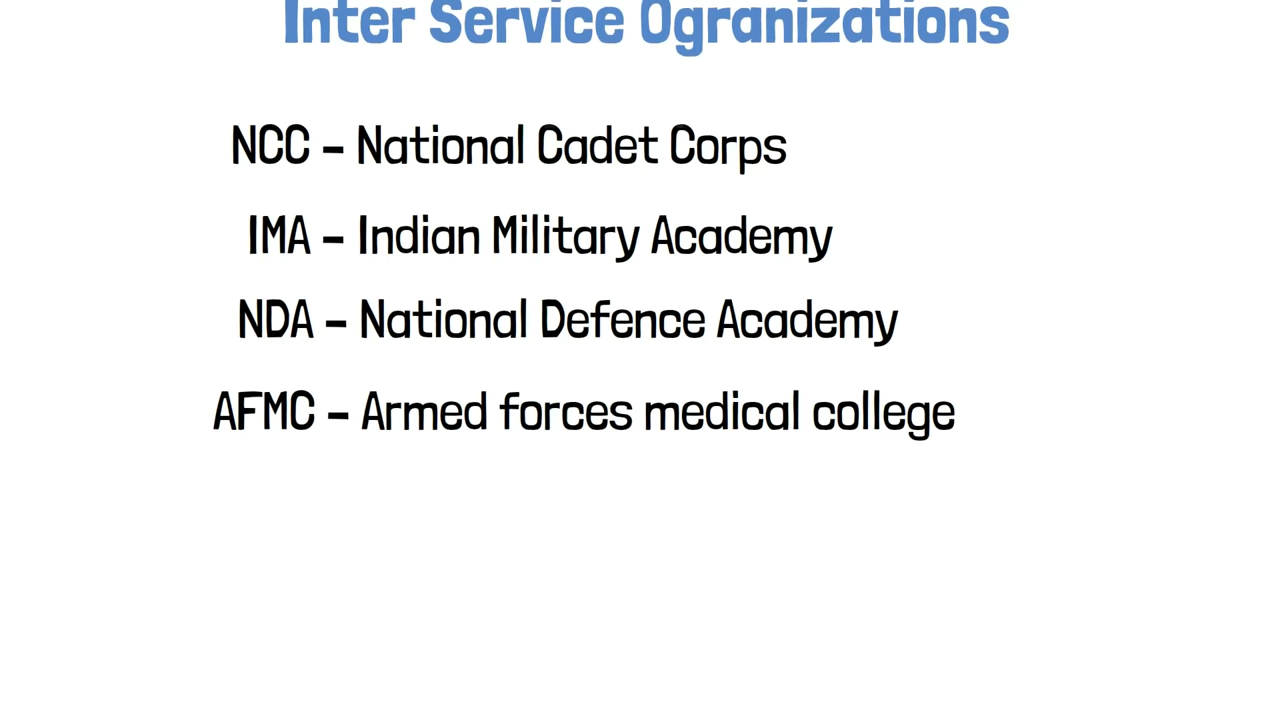 Inter Service Ogranizations
NCC - National Cadet Corps
IMA - Indian Military Academy
NDA - National Defence Academy
AFMC - Armed forces medical college